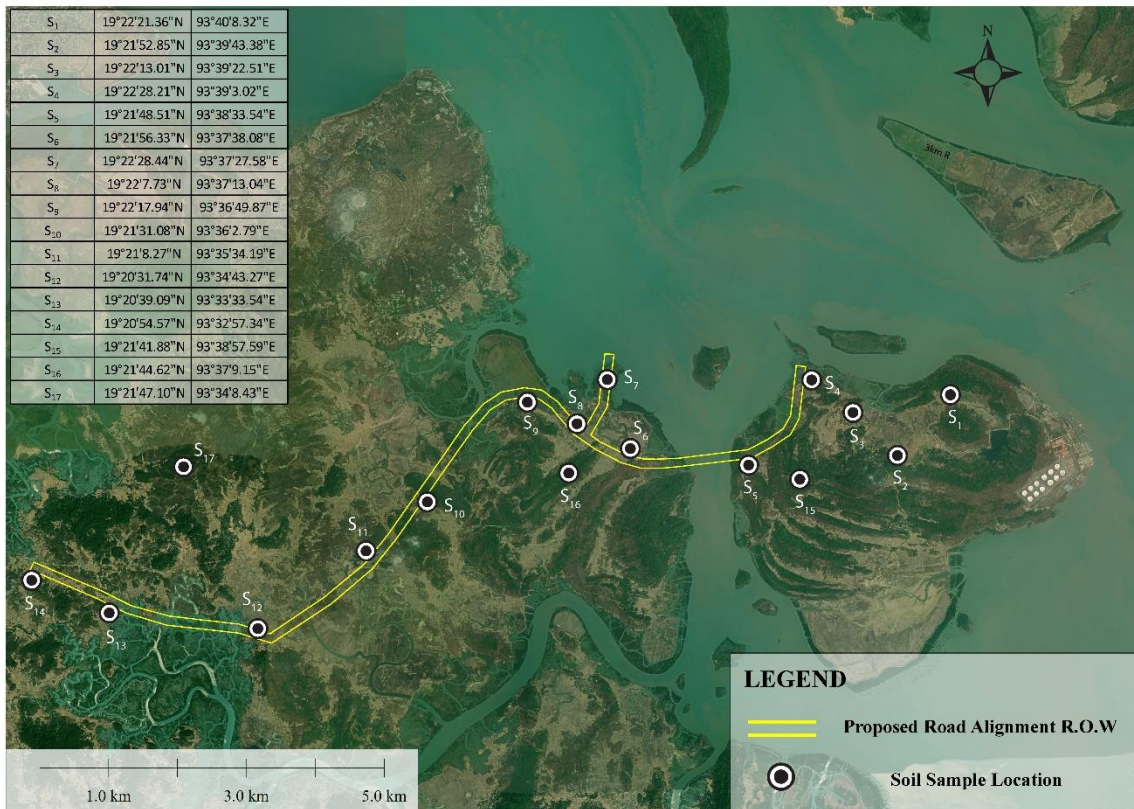 S₁ 19°22'21.36"N 93°40'8.32"E
S₂ 19°21'52.85"N 93°39'43.38"E
S₃ 19°22'13.01"N 93°39'22.51"E
S₄ 19°22'28.21"N 93°39'3.02"E
S₅ 19°21'48.51"N 93°38'33.54"E
S₆ 19°21'56.33"N 93°37'38.08"E
S₇ 19°22'28.44"N 93°37'27.58"E
S₈ 19°22'7.73"N 93°37'13.04"E
S₉ 19°22'17.94"N 93°36'49.87"E
S₁₀ 19°21'31.08"N 93°36'2.79"E
S₁₁ 19°21'8.27"N 93°35'34.19"E
S₁₂ 19°20'31.74"N 93°34'43.27"E
S₁₃ 19°20'39.09"N 93°33'33.54"E
S₁₄ 19°20'54.57"N 93°32'57.34"E
S₁₅ 19°21'41.88"N 93°38'57.59"E
S₁₆ 19°21'44.62"N 93°37'9.15"E
S₁₇ 19°21'47.10"N 93°34'8.43"E
N
3km R
S₇
S₄
S₁
S₈
S₉
S₃
S₆
S₂
S₁₇
S₅
S₁₆
S₁₅
S₁₀
S₁₁
S₁₄
S₁₂
S₁₃
LEGEND
Proposed Road Alignment R.O.W
Soil Sample Location
1.0 km 3.0 km 5.0 km